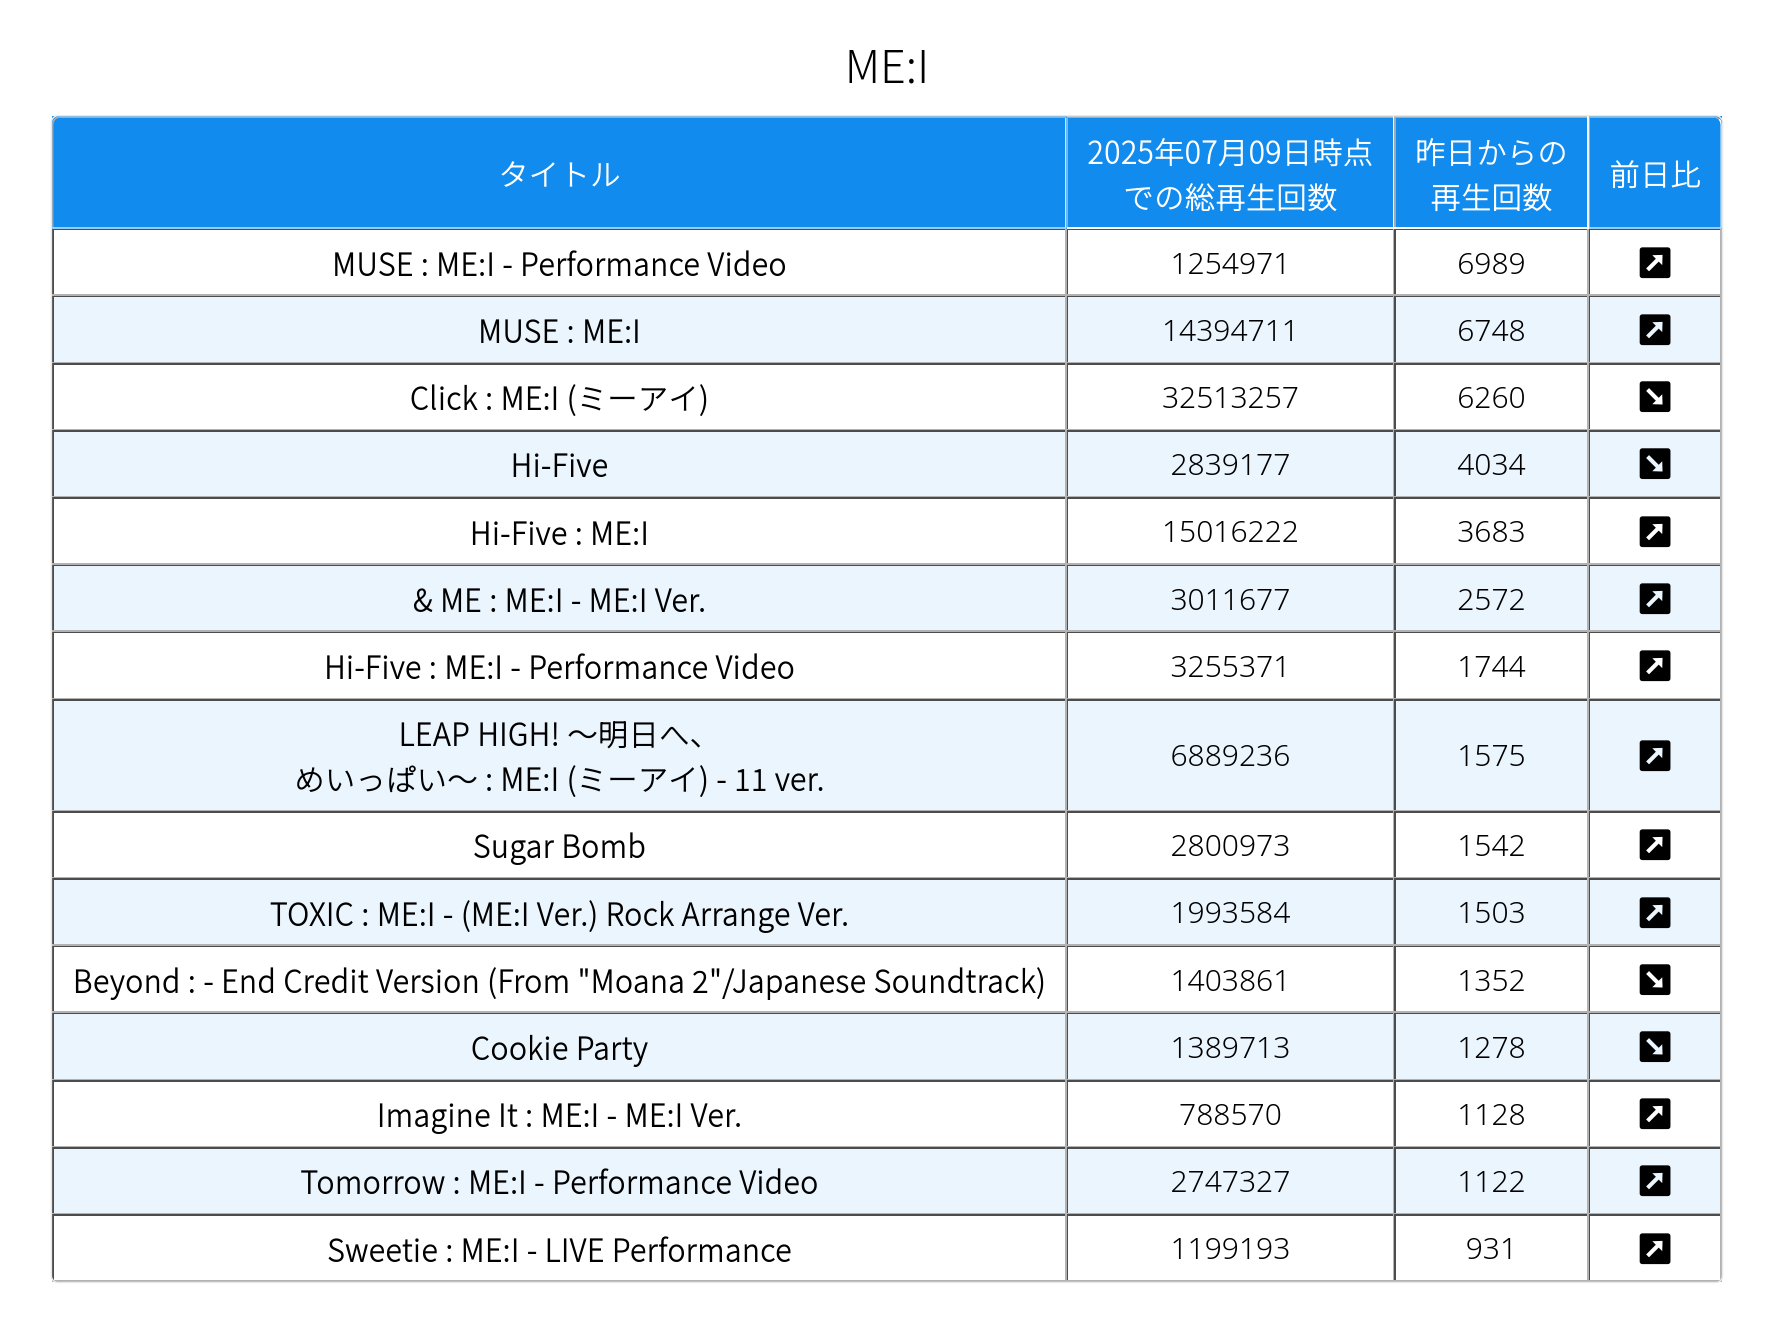 ME:I
タイトル
2025年07月09日時点
での総再生回数
昨日からの
再生回数
前日比
MUSE : ME:I - Performance Video 1254971 6989
MUSE : ME:I 14394711 6748
Click : ME:I (ミーアイ) 32513257 6260
Hi-Five 2839177 4034
Hi-Five : ME:I 15016222 3683
& ME : ME:I - ME:I Ver. 3011677 2572
Hi-Five : ME:I - Performance Video 3255371 1744
LEAP HIGH! ～明日へ、
めいっぱい～ : ME:I (ミーアイ) - 11 ver. 6889236 1575
Sugar Bomb 2800973 1542
TOXIC : ME:I - (ME:I Ver.) Rock Arrange Ver. 1993584 1503
Beyond : - End Credit Version (From "Moana 2"/Japanese Soundtrack) 1403861 1352
Cookie Party 1389713 1278
Imagine It : ME:I - ME:I Ver. 788570 1128
Tomorrow : ME:I - Performance Video 2747327 1122
Sweetie : ME:I - LIVE Performance 1199193 931